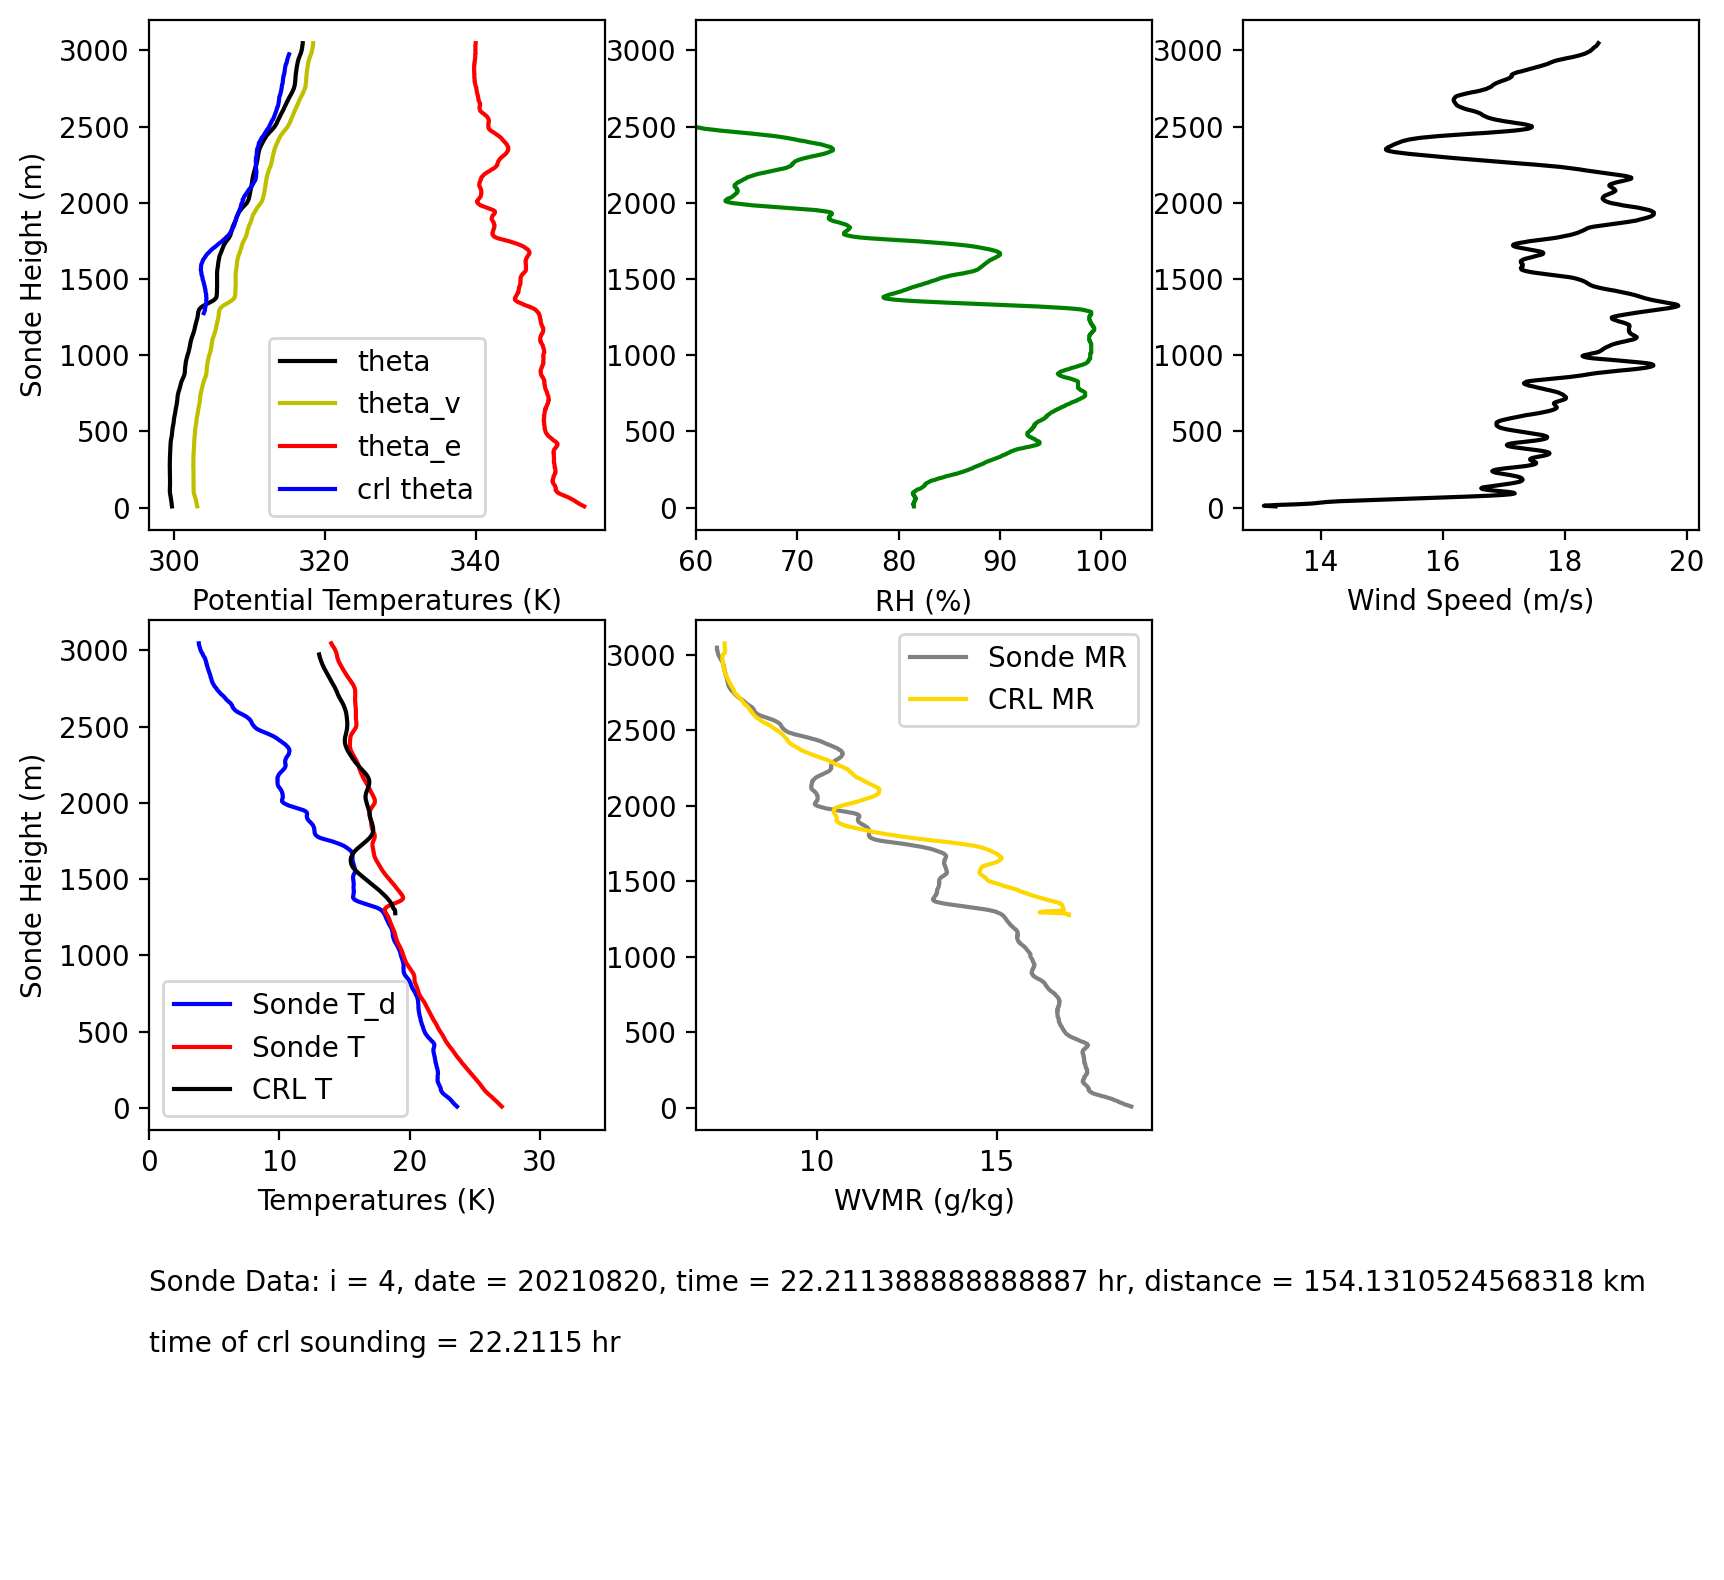 3000
2500
2000
1500
1000
500
0
Sonde Height (m)
300 320 340
Potential Temperatures (K)
theta
theta_v
theta_e
crl theta
3000
2500
2000
1500
1000
500
0
60 70 80 90 100
RH (%)
3000
2500
2000
1500
1000
500
0
14 16 18 20
Wind Speed (m/s)
3000
2500
2000
1500
1000
500
0
Sonde Height (m)
0 10 20 30
Temperatures (K)
Sonde T_d
Sonde T
CRL T
3000
2500
2000
1500
1000
500
0
10 15
WVMR (g/kg)
Sonde MR
CRL MR
Sonde Data: i = 4, date = 20210820, time = 22.211388888888887 hr, distance = 154.1310524568318 km
time of crl sounding = 22.2115 hr